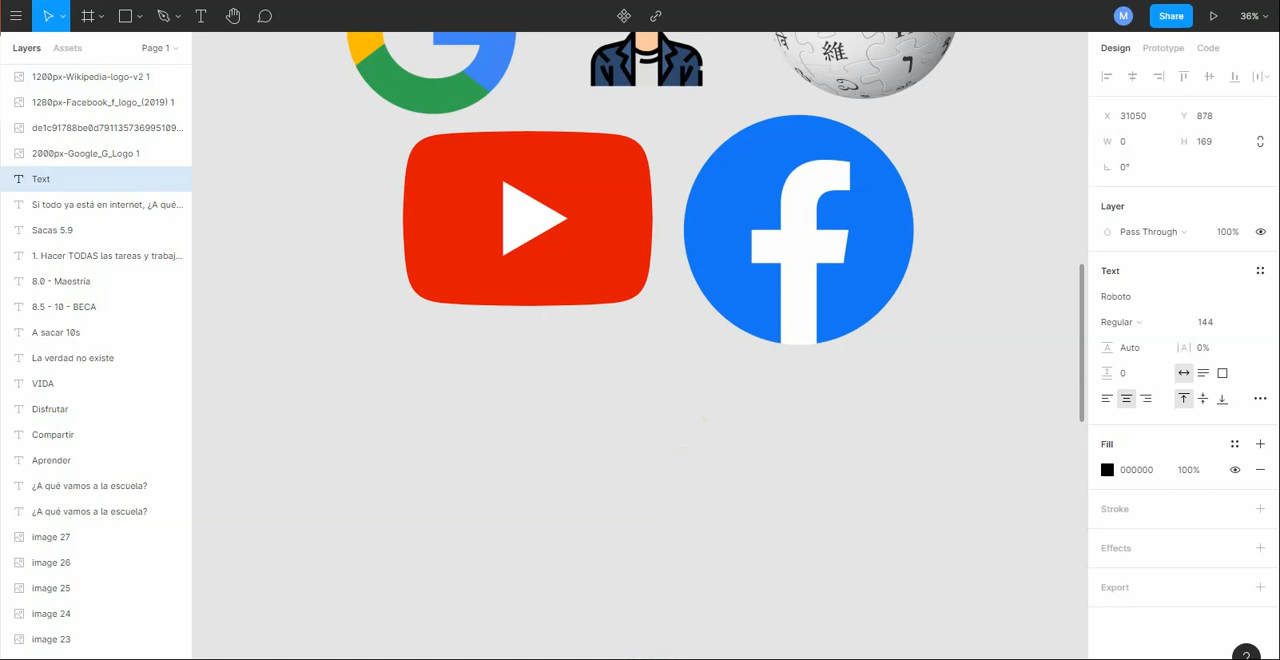 Share
36%
Layers
Assets
Page 1
Design
Prototype
Code
M
1200px-Wikipedia-logo-v2 1
1280px-Facebook_f_logo_(2019) 1
de1c91788be0d791135736995109...
2000px-Google_G_Logo 1
Text
Si todo ya está en internet, ¿A qué...
Sacas 5.9
1. Hacer TODAS las tareas y trabaj...
8.0 - Maestría
8.5 - 10 - BECA
A sacar 10s
La verdad no existe
VIDA
Disfrutar
Compartir
Aprender
¿A qué vamos a la escuela?
¿A qué vamos a la escuela?
image 27
image 26
image 25
image 24
image 23
維
7
X 31050
Y 878
W 0
H 169
0°
Layer
Pass Through
100%
Text
Roboto
Regular
144
Auto
0%
0
Fill
000000
100%
Stroke
Effects
Export
?